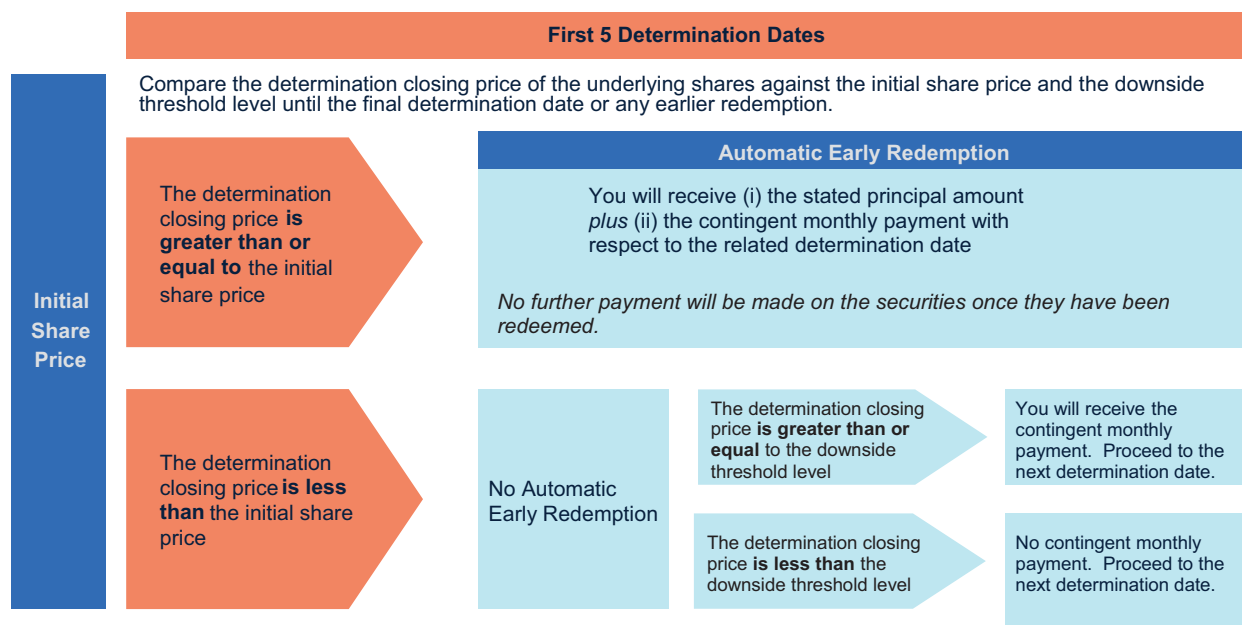 First 5 Determination Dates
Compare the determination closing price of the underlying shares against the initial share price and the downside
threshold level until the final determination date or any earlier redemption.
Initial
Share
Price
The determination
closing price is
greater than or
equal to the initial
share price
Automatic Early Redemption
You will receive (i) the stated principal amount
plus (ii) the contingent monthly payment with
respect to the related determination date
No further payment will be made on the securities once they have been
redeemed.
The determination
closing price is less
than the initial share
price
No Automatic
Early Redemption
The determination closing
price is greater than or
equal to the downside
threshold level
You will receive the
contingent monthly
payment. Proceed to the
next determination date.
The determination closing
price is less than the
downside threshold level
No contingent monthly
payment. Proceed to the
next determination date.